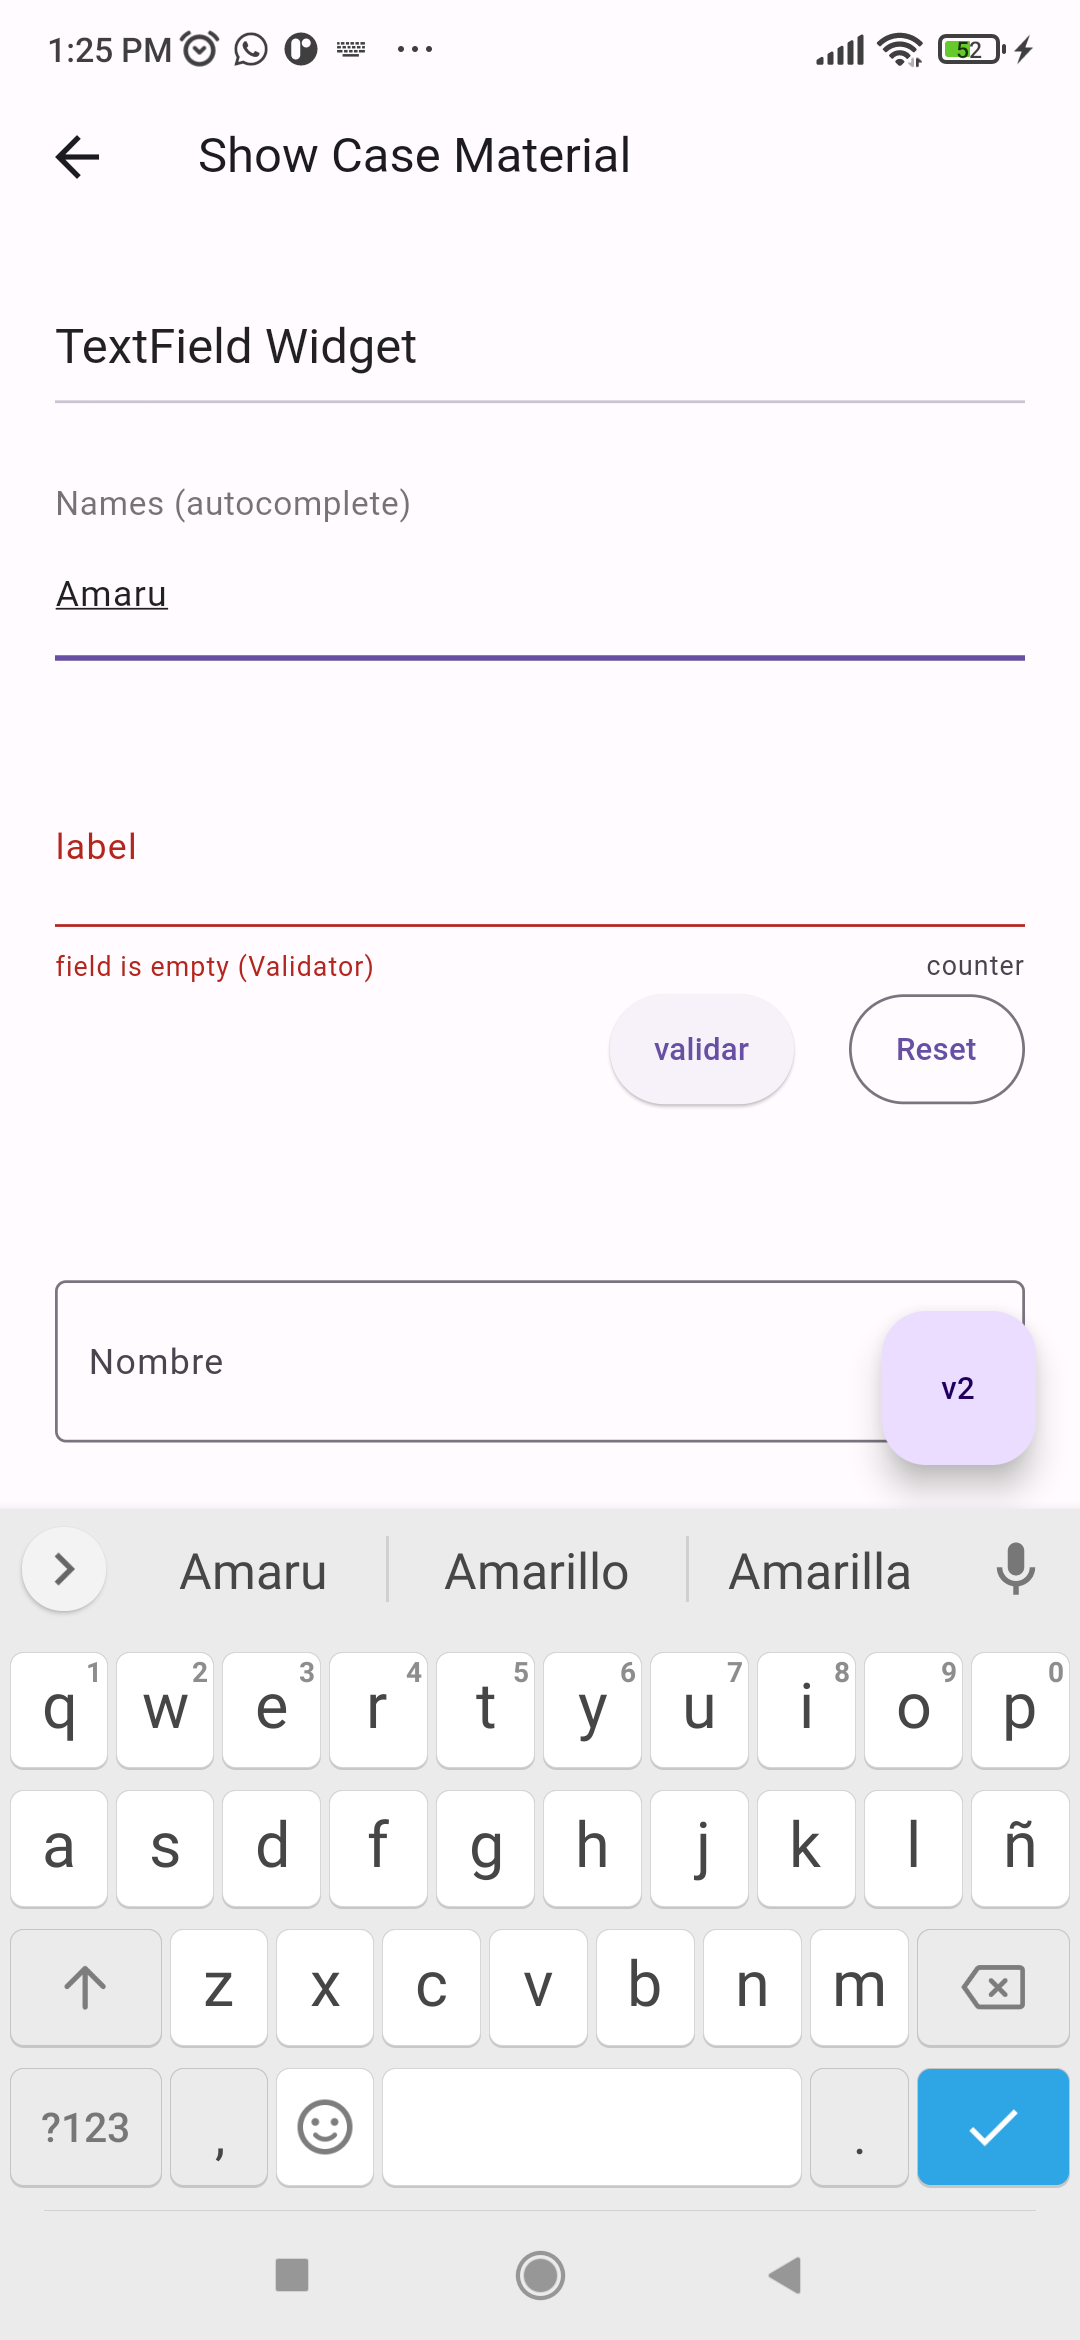 1:25 PM 52
Show Case Material
TextField Widget
Names (autocomplete)
Amaru
label
field is empty (Validator) counter
validar Reset
Nombre
v2
Amaru Amarillo Amarilla
1 2 3 4 5 6 7 8 9 0
q w e r t y u i o p
a s d f g h j k l ñ
z x c v b n m
?123 , .